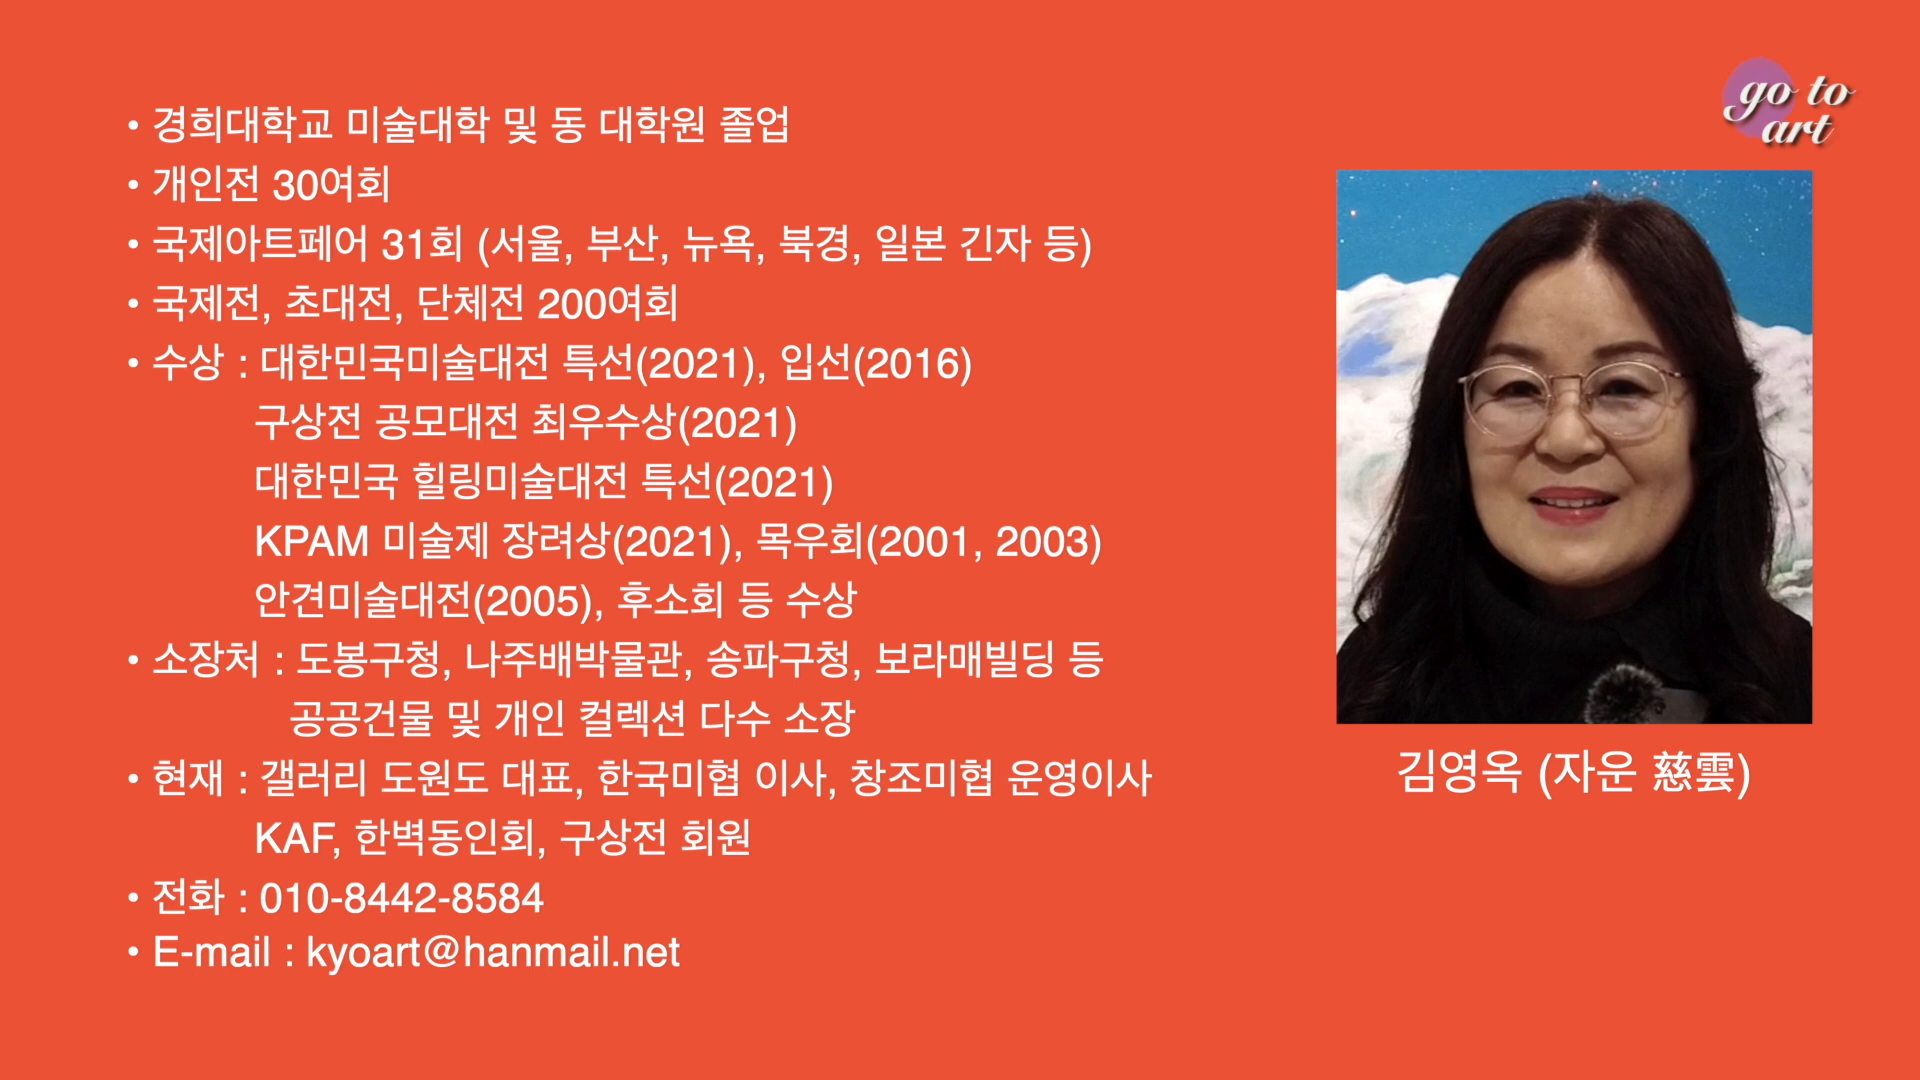 go to
art
• 경희대학교 미술대학 및 동 대학원 졸업
• 개인전 30여회
• 국제아트페어 31회 (서울, 부산, 뉴욕, 북경, 일본 긴자 등)
• 국제전, 초대전, 단체전 200여회
• 수상 : 대한민국미술대전 특선(2021), 입선(2016)
구상전 공모대전 최우수상(2021)
대한민국 힐링미술대전 특선(2021)
KPAM 미술제 장려상(2021), 목우회(2001, 2003)
안견미술대전(2005), 후소회 등 수상
• 소장처 : 도봉구청, 나주배박물관, 송파구청, 보라매빌딩 등
공공건물 및 개인 컬렉션 다수 소장
• 현재 : 갤러리 도원도 대표, 한국미협 이사, 창조미협 운영이사
KAF, 한벽동인회, 구상전 회원
• 전화 : 010-8442-8584
• E-mail : kyoart@hanmail.net
김영옥 (자운 慈雲)